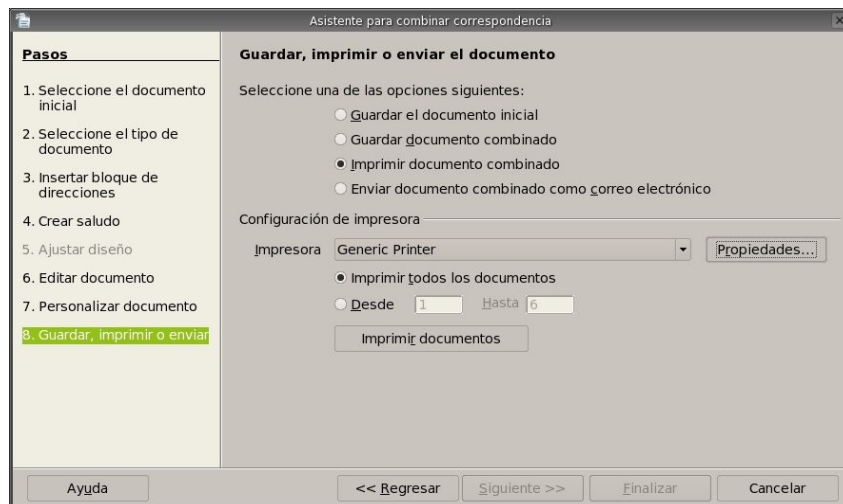 Asistente para combinar correspondencia
Pasos
1. Seleccione el documento
inicial
2. Seleccione el tipo de
documento
3. Insertar bloque de
direcciones
4. Crear saludo
5. Ajustar diseño
6. Editar documento
7. Personalizar documento
8. Guardar, imprimir o enviar
Guardar, imprimir o enviar el documento
Seleccione una de las opciones siguientes:
Guardar el documento inicial
Guardar documento combinado
Imprimir documento combinado
Enviar documento combinado como correo electrónico
Configuración de impresora
Impresora Generic Printer Propiedades...
Imprimir todos los documentos
Desde 1 Hasta 6
Imprimir documentos
Ayuda << Regresar Siguiente >> Finalizar Cancelar